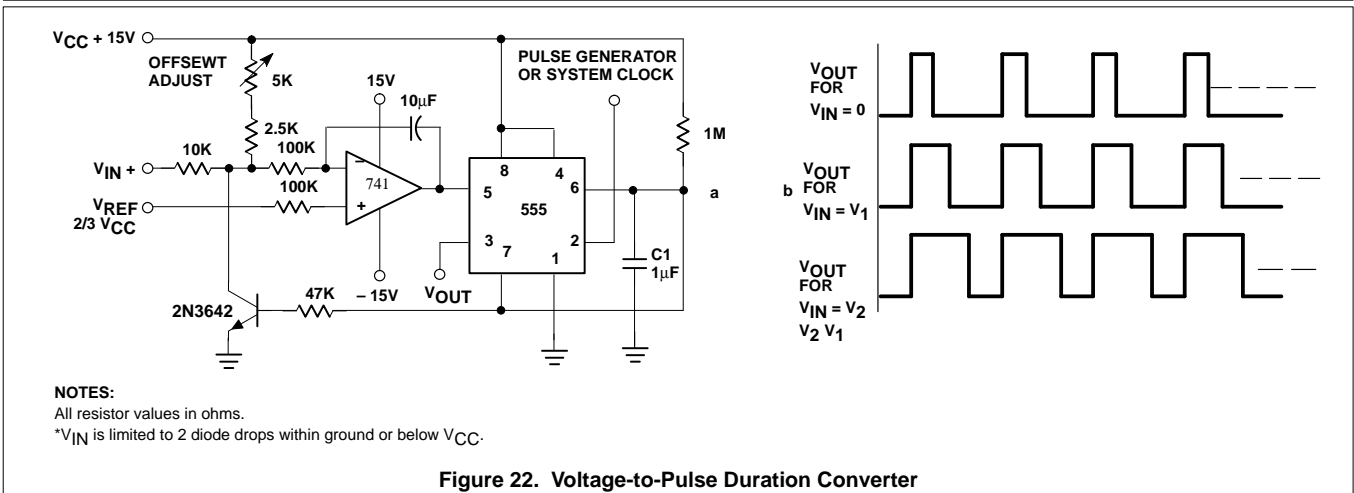 VCC + 15V
OFFSEWT
ADJUST
5K
15V
10µF
PULSE GENERATOR
OR SYSTEM CLOCK
2.5K
1M
VIN +
10K
100K
VREF
2/3 VCC
100K
–
+
741
8
4
5
6
555
3
7
2
1
a
C1
1µF
VOUT
– 15V
47K
2N3642
VOUT
FOR
VIN = 0
b
VOUT
FOR
VIN = V1
VOUT
FOR
VIN = V2
V2 V1
NOTES:
All resistor values in ohms.
*VIN is limited to 2 diode drops within ground or below VCC.
Figure 22. Voltage-to-Pulse Duration Converter